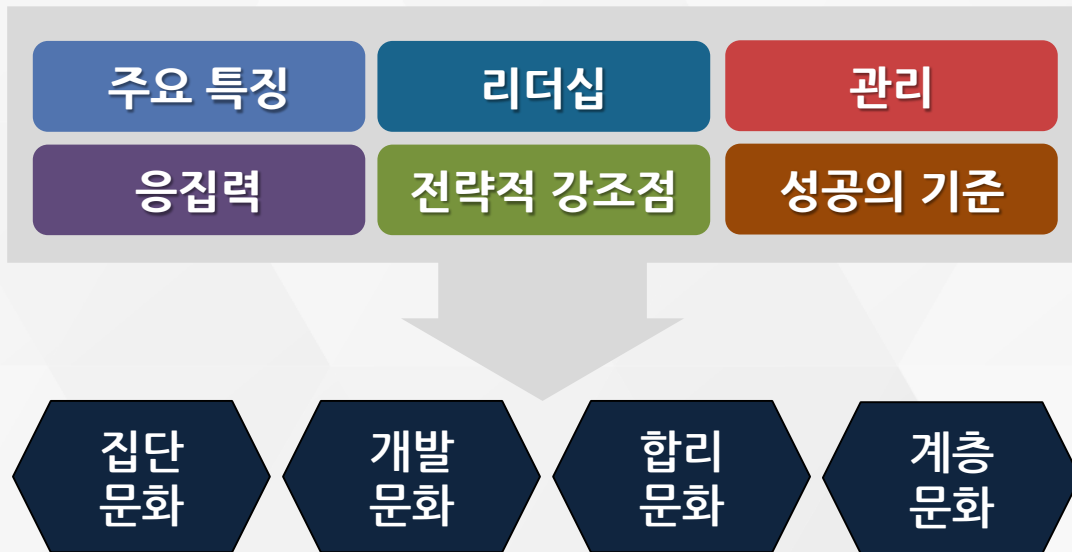 주요 특징
리더십
관리
응집력
전략적 강조점
성공의 기준
집단
문화
개발
문화
합리
문화
계층
문화